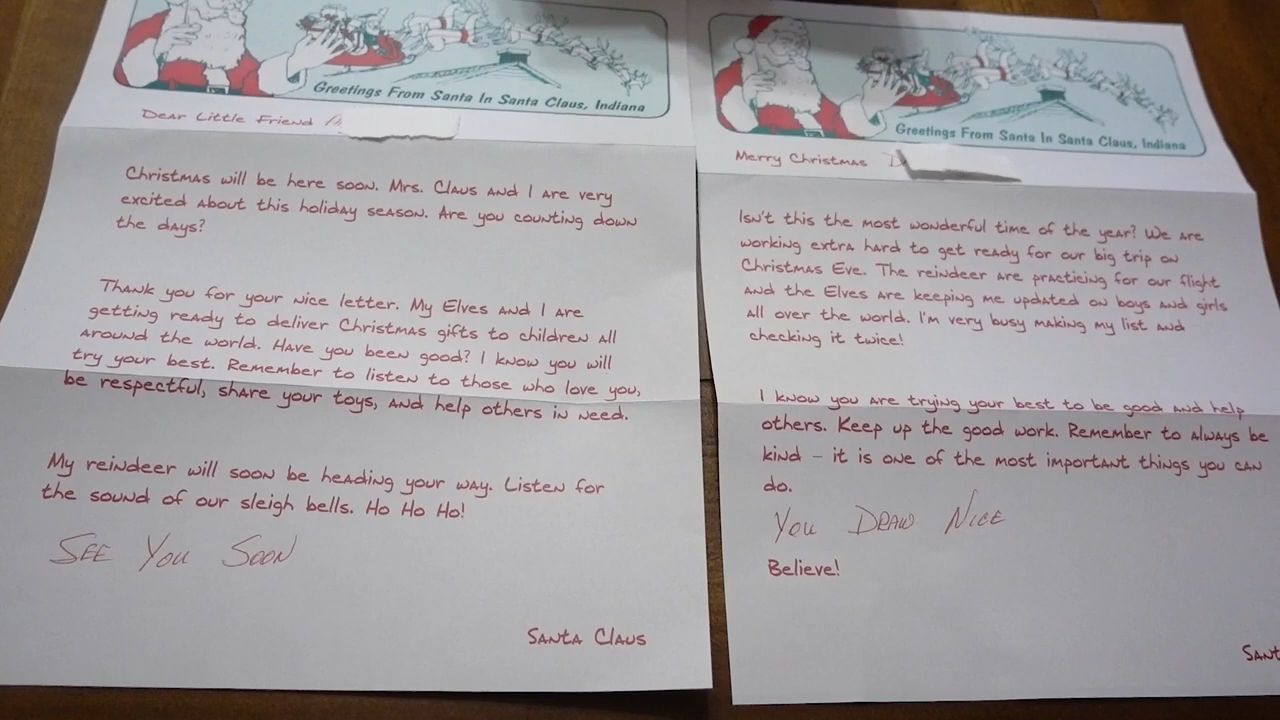 Greetings From Santa In Santa Claus, Indiana
Dear Little Friend
Christmas will be here soon. Mrs. Claus and I are very
excited about this holiday season. Are you counting down
the days?
Thank you for your nice letter. My Elves and I are
getting ready to deliver Christmas gifts to children all
around the world. Have you been good? I know you will
try your best. Remember to listen to those who love you,
be respectful, share your toys, and help others in need.
My reindeer will soon be heading your way. Listen for
the sound of our sleigh bells. Ho Ho Ho!
SEE YOU SOON
Santa Claus
Greetings From Santa In Santa Claus, Indiana
Merry Christmas D
Isn't this the most wonderful time of the year? We are
working extra hard to get ready for our big trip on
Christmas Eve. The reindeer are practicing for our flight
and the Elves are keeping me updated on boys and girls
all over the world. I'm very busy making my list and
checking it twice!
I know you are trying your best to be good and help
others. Keep up the good work. Remember to always be
kind – it is one of the most important things you can
do.
YOU DRAW NICE
Believe!
Sant